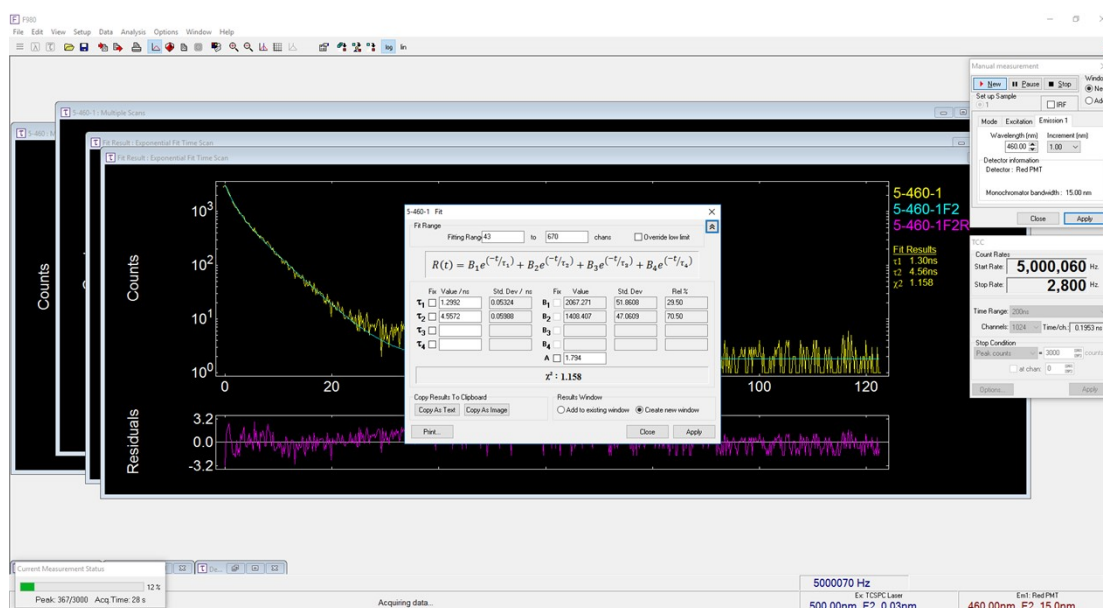 F980
File Edit View Setup Data Analysis Options Window Help
log lin
5-460-1 : Multiple Scans
5-460 : M
Fit Result : Exponential Fit Time Scan
Fit Result : Exponential Fit Time Scan
Counts
Counts
10³
10²
10¹
10⁰
0 20 100 120
Residuals
3.2
0.0
-3.2
5-460-1
5-460-1F2
5-460-1F2R
Fit Results
τ1 1.30ns
τ2 4.56ns
χ2 1.158
5-460-1 Fit
Fit Range
Fitting Rang 43 to 670 chans Override low limit
R(t) = B₁e^(-t/τ₁) + B₂e^(-t/τ₂) + B₃e^(-t/τ₃) + B₄e^(-t/τ₄)
Fix Value /ns Std. Dev / ns Fix Value Std. Dev Rel %
τ1 1.2992 0.05324 B1 2067.271 51.8608 29.50
τ2 4.5572 0.05988 B2 1408.407 47.0609 70.50
τ3 B3
τ4 B4
A 1.794
χ² : 1.158
Copy Results To Clipboard
Copy As Text Copy As Image
Results Window
Add to existing window Create new window
Print... Close Apply
Manual measurement
New Pause Stop
Set up Sample
1 IRF
Mode Excitation Emission 1
Wavelength (nm) Increment (nm)
460.00 1.00
Detector information
Detector : Red PMT
Monochromator bandwidth : 15.00 nm
Close Apply
TCC
Count Rates
Start Rate: 5,000,060 Hz.
Stop Rate: 2,800 Hz.
Time Range: 200ns
Channels: 1024 Time/ch.: 0.1953 ns
Stop Condition
Peak counts = 3000 counts
at chan: 0
Options... Apply
Current Measurement Status
12 %
Peak: 367/3000 Acq.Time: 28 s
Acquiring data...
5000070 Hz
Ex: TCSPC Laser
500.00nm F2 0.03nm
Em1: Red PMT
460.00nm F2 15.0nm